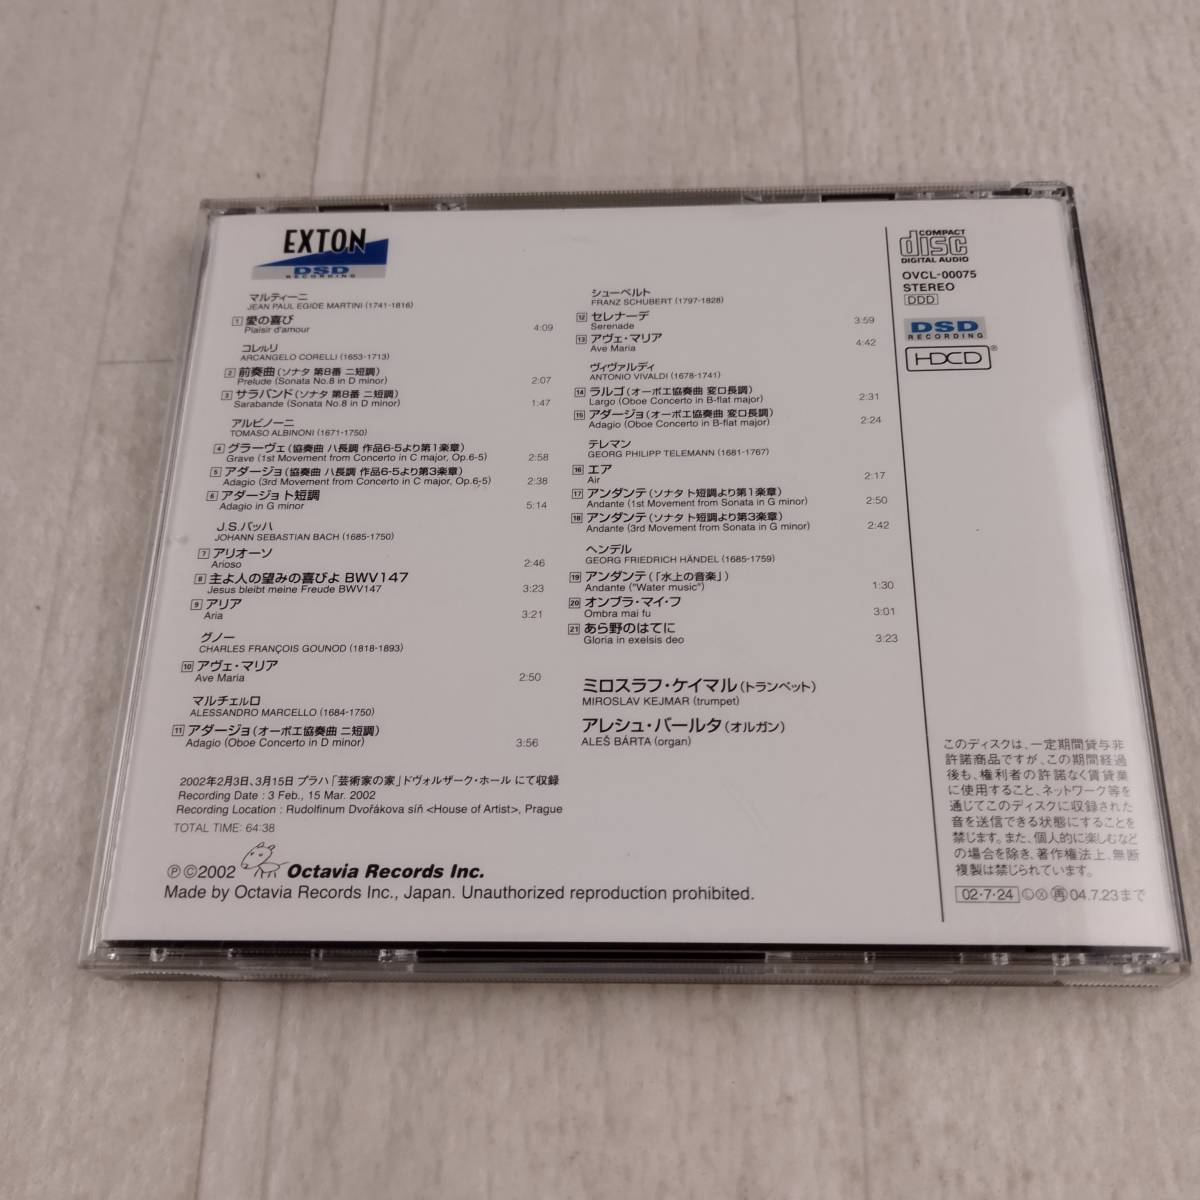 EXTON
DSD
RECORDING
マルティーニ
JEAN PAUL EGIDE MARTINI (1741-1816)
1 愛の喜び
Plaisir d'amour 4:09
コレルリ
ARCANGELO CORELLI (1653-1713)
2 前奏曲 (ソナタ 第8番 ニ短調)
Prelude (Sonata No.8 in D minor) 2:07
3 サラバンド (ソナタ 第8番 ニ短調)
Sarabande (Sonata No.8 in D minor) 1:47
アルビノーニ
TOMASO ALBINONI (1671-1750)
4 グラーヴェ (協奏曲 ハ長調 作品6-5より第1楽章)
Grave (1st Movement from Concerto in C major, Op.6-5) 2:58
5 アダージョ (協奏曲 ハ長調 作品6-5より第3楽章)
Adagio (3rd Movement from Concerto in C major, Op.6-5) 2:38
6 アダージョ ト短調
Adagio in G minor 5:14
J.S.バッハ
JOHANN SEBASTIAN BACH (1685-1750)
7 アリオーソ
Arioso 2:46
8 主よ人の望みの喜びよ BWV147
Jesus bleibt meine Freude BWV147 3:23
9 アリア
Aria 3:21
グノー
CHARLES FRANÇOIS GOUNOD (1818-1893)
10 アヴェ・マリア
Ave Maria 2:50
マルチェルロ
ALESSANDRO MARCELLO (1684-1750)
11 アダージョ (オーボエ協奏曲 ニ短調)
Adagio (Oboe Concerto in D minor) 3:56
シューベルト
FRANZ SCHUBERT (1797-1828)
12 セレナーデ
Serenade 3:59
13 アヴェ・マリア
Ave Maria 4:42
ヴィヴァルディ
ANTONIO VIVALDI (1678-1741)
14 ラルゴ (オーボエ協奏曲 変ロ長調)
Largo (Oboe Concerto in B-flat major) 2:31
15 アダージョ (オーボエ協奏曲 変ロ長調)
Adagio (Oboe Concerto in B-flat major) 2:24
テレマン
GEORG PHILIPP TELEMANN (1681-1767)
16 エア
Air 2:17
17 アンダンテ (ソナタ ト短調より第1楽章)
Andante (1st Movement from Sonata in G minor) 2:50
18 アンダンテ (ソナタ ト短調より第3楽章)
Andante (3rd Movement from Sonata in G minor) 2:42
ヘンデル
GEORG FRIEDRICH HÄNDEL (1685-1759)
19 アンダンテ (「水上の音楽」)
Andante ("Water music") 1:30
20 オンブラ・マイ・フ
Ombra mai fu 3:01
21 あら野のはてに
Gloria in exelsis deo 3:23
ミロスラフ・ケイマル (トランペット)
MIROSLAV KEJMAR (trumpet)
アレシュ・バールタ (オルガン)
ALEŠ BÁRTA (organ)
2002年2月3日、3月15日 プラハ「芸術家の家」ドヴォルザーク・ホール にて収録
Recording Date : 3 Feb., 15 Mar. 2002
Recording Location : Rudolfinum Dvořákova síň <House of Artist>, Prague
TOTAL TIME: 64:38
Ⓟ©2002 Octavia Records Inc.
Made by Octavia Records Inc., Japan. Unauthorized reproduction prohibited.
COMPACT
disc
DIGITAL AUDIO
OVCL-00075
STEREO
DDD
DSD
RECORDING
HDCD®
このディスクは、一定期間貸与非
許諾商品ですが、この期間経過
後も、権利者の許諾なく賃貸業
に使用すること、ネットワーク等を
通じてこのディスクに収録された
音を送信できる状態にすることを
禁じます。また、個人的に楽しむなど
の場合を除き、著作権法上、無断
複製は禁じられています。
02・7・24 Ⓛ Ⓧ 再 04.7.23まで